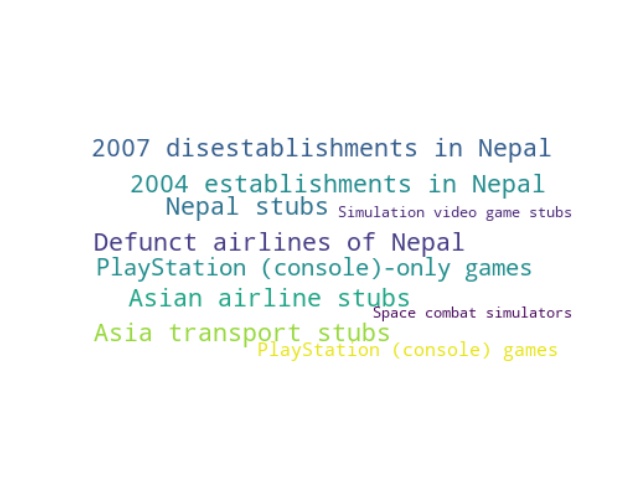 2007 disestablishments in Nepal
2004 establishments in Nepal
Nepal stubs
Simulation video game stubs
Defunct airlines of Nepal
PlayStation (console)-only games
Asian airline stubs
Space combat simulators
Asia transport stubs
PlayStation (console) games